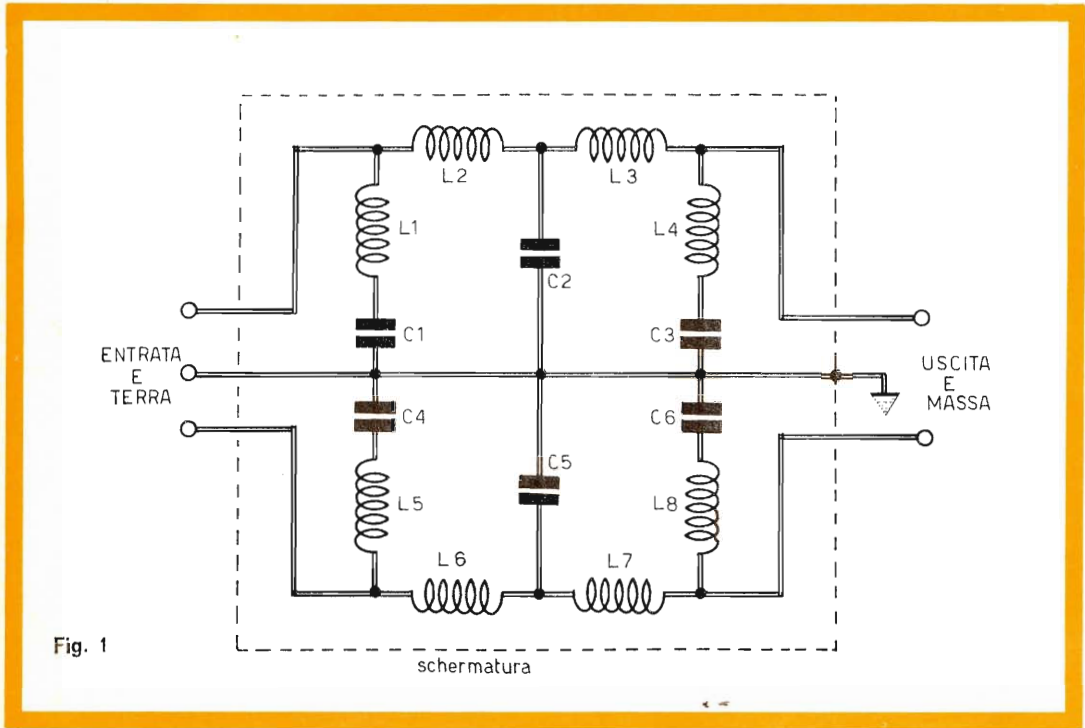 L2
L3
L1
L4
C2
C1
C3
ENTRATA
E
TERRA
USCITA
E
MASSA
C4
C6
C5
L5
L8
L6
L7
Fig. 1
schermatura